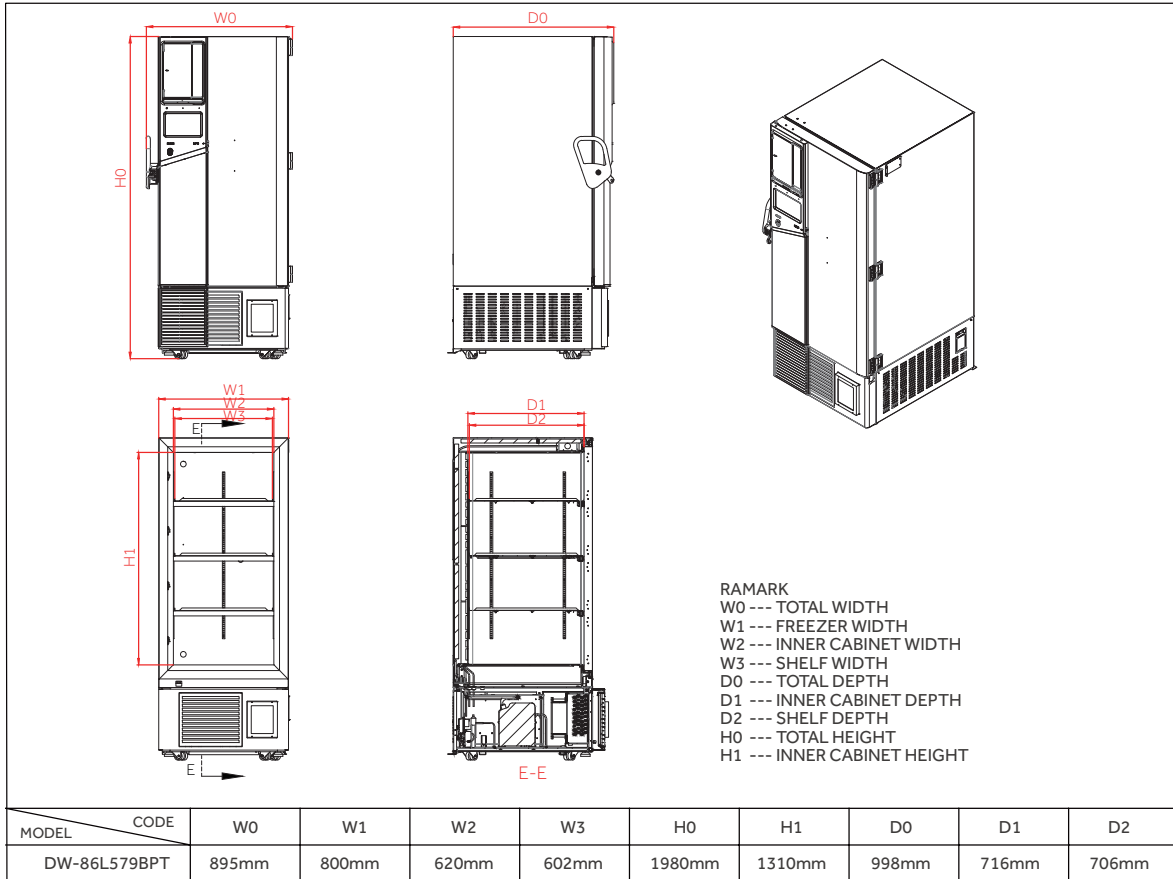 W0
D0
H0
W1
W2
W3
E
H1
E
D1
D2
E-E
RAMARK
W0 --- TOTAL WIDTH
W1 --- FREEZER WIDTH
W2 --- INNER CABINET WIDTH
W3 --- SHELF WIDTH
D0 --- TOTAL DEPTH
D1 --- INNER CABINET DEPTH
D2 --- SHELF DEPTH
H0 --- TOTAL HEIGHT
H1 --- INNER CABINET HEIGHT
MODEL CODE W0 W1 W2 W3 H0 H1 D0 D1 D2
DW-86L579BPT 895mm 800mm 620mm 602mm 1980mm 1310mm 998mm 716mm 706mm